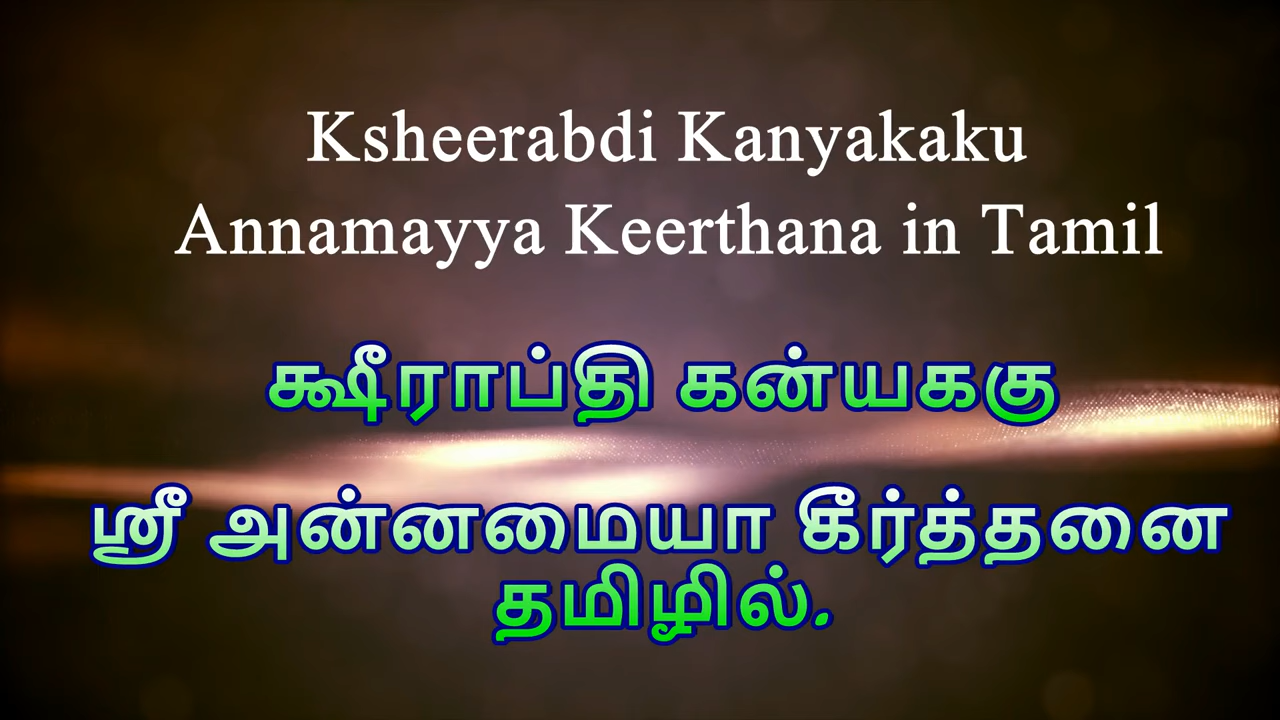 Ksheerabdi Kanyakaku
Annamayya Keerthana in Tamil
க்ஷீராப்தி கன்யககு
ஸ்ரீ அன்னமையா கீர்த்தனை
தமிழில்.